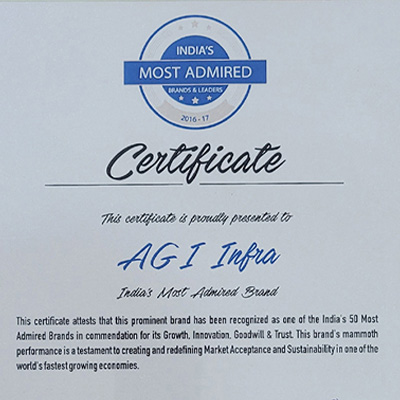 INDIA'S
MOST ADMIRED
BRANDS & LEADERS
2016-17
Certificate
This certificate is proudly presented to
AGI Infra
India's Most Admired Brand
This certificate attests that this prominent brand has been recognized as one of the India's 50 Most
Admired Brands in commendation for its Growth, Innovation, Goodwill & Trust. This brand's mammoth
performance is a testament to creating and redefining Market Acceptance and Sustainability in one of the
world's fastest growing economies.